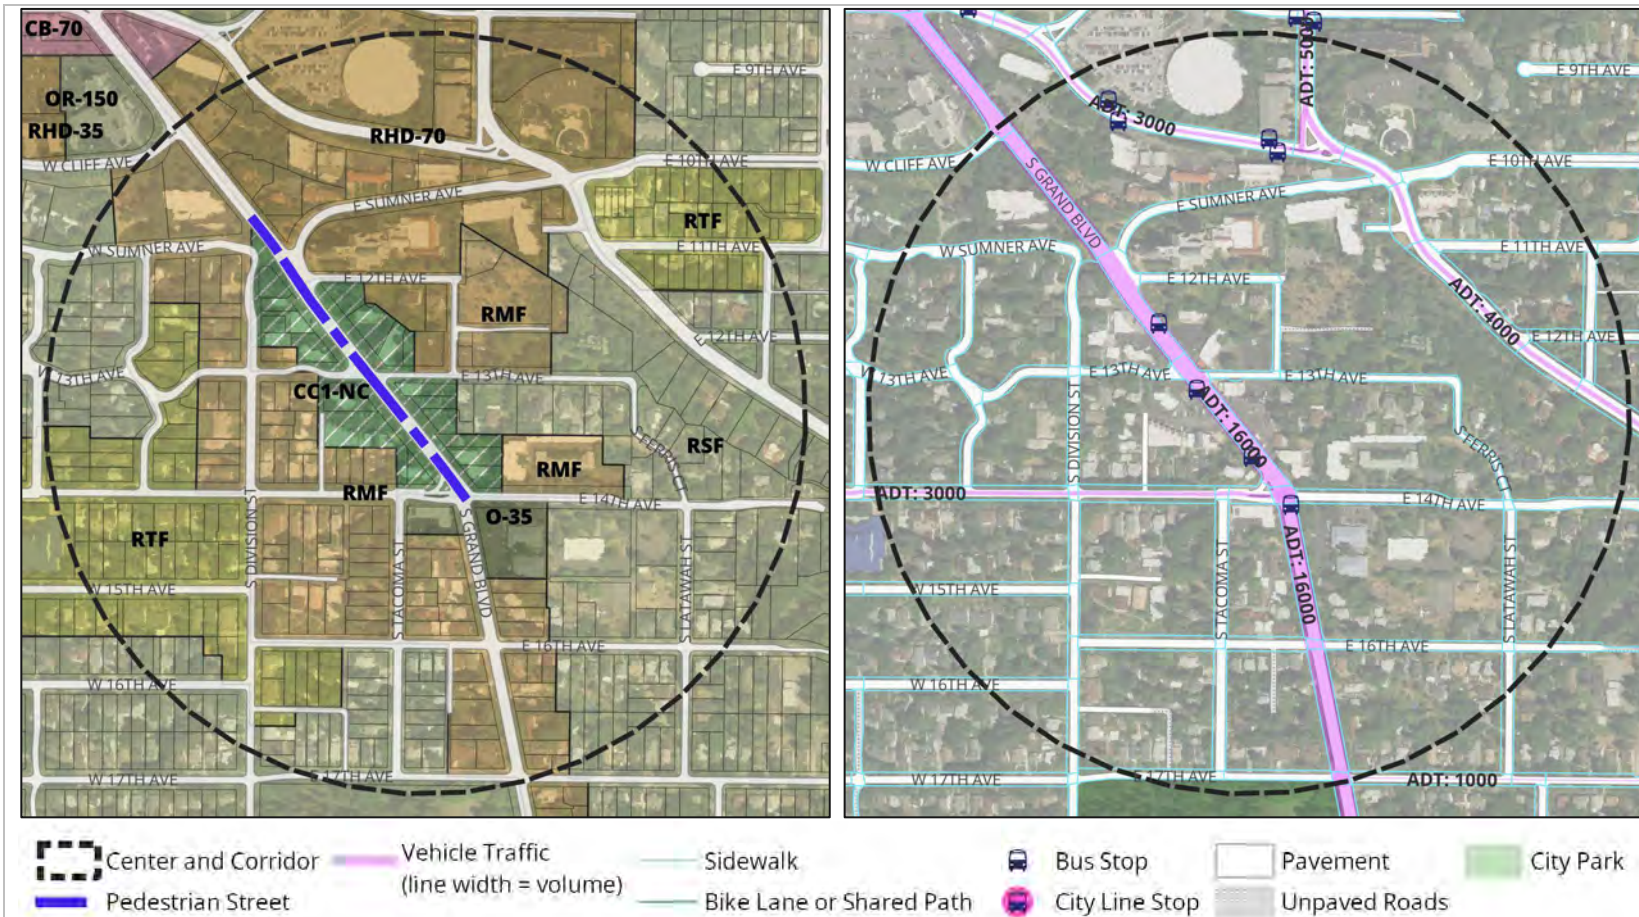 CB-70
OR-150
RHD-35
W CLIFF AVE
RHD-70
E 9TH AVE
E 10TH AVE
E SUMNER AVE
RTF
E 11TH AVE
W SUMNER AVE
E 12TH AVE
RMF
E 12TH AVE
W 13TH AVE
CC1-NC
E 13TH AVE
S FERRIS CT
RSF
RMF
RMF
E 14TH AVE
O-35
RTF
S DIVISION ST
S TACOMA ST
S GRAND BLVD
S LATAWAH ST
W 15TH AVE
E 16TH AVE
W 16TH AVE
W 17TH AVE
E 17TH AVE
ADT: 5000
E 9TH AVE
ADT: 3000
W CLIFF AVE
S GRAND BLVD
E 10TH AVE
E SUMNER AVE
W SUMNER AVE
E 11TH AVE
E 12TH AVE
ADT: 4000
E 12TH AVE
W 13TH AVE
E 13TH AVE
E 13TH AVE
S DIVISION ST
ADT: 16000
S FERRIS CT
ADT: 3000
E 14TH AVE
ADT: 16000
S TACOMA ST
S LATAWAH ST
W 15TH AVE
E 16TH AVE
W 16TH AVE
W 17TH AVE
E 17TH AVE
ADT: 1000
Center and Corridor
Pedestrian Street
Vehicle Traffic
(line width = volume)
Sidewalk
Bike Lane or Shared Path
Bus Stop
City Line Stop
Pavement
Unpaved Roads
City Park